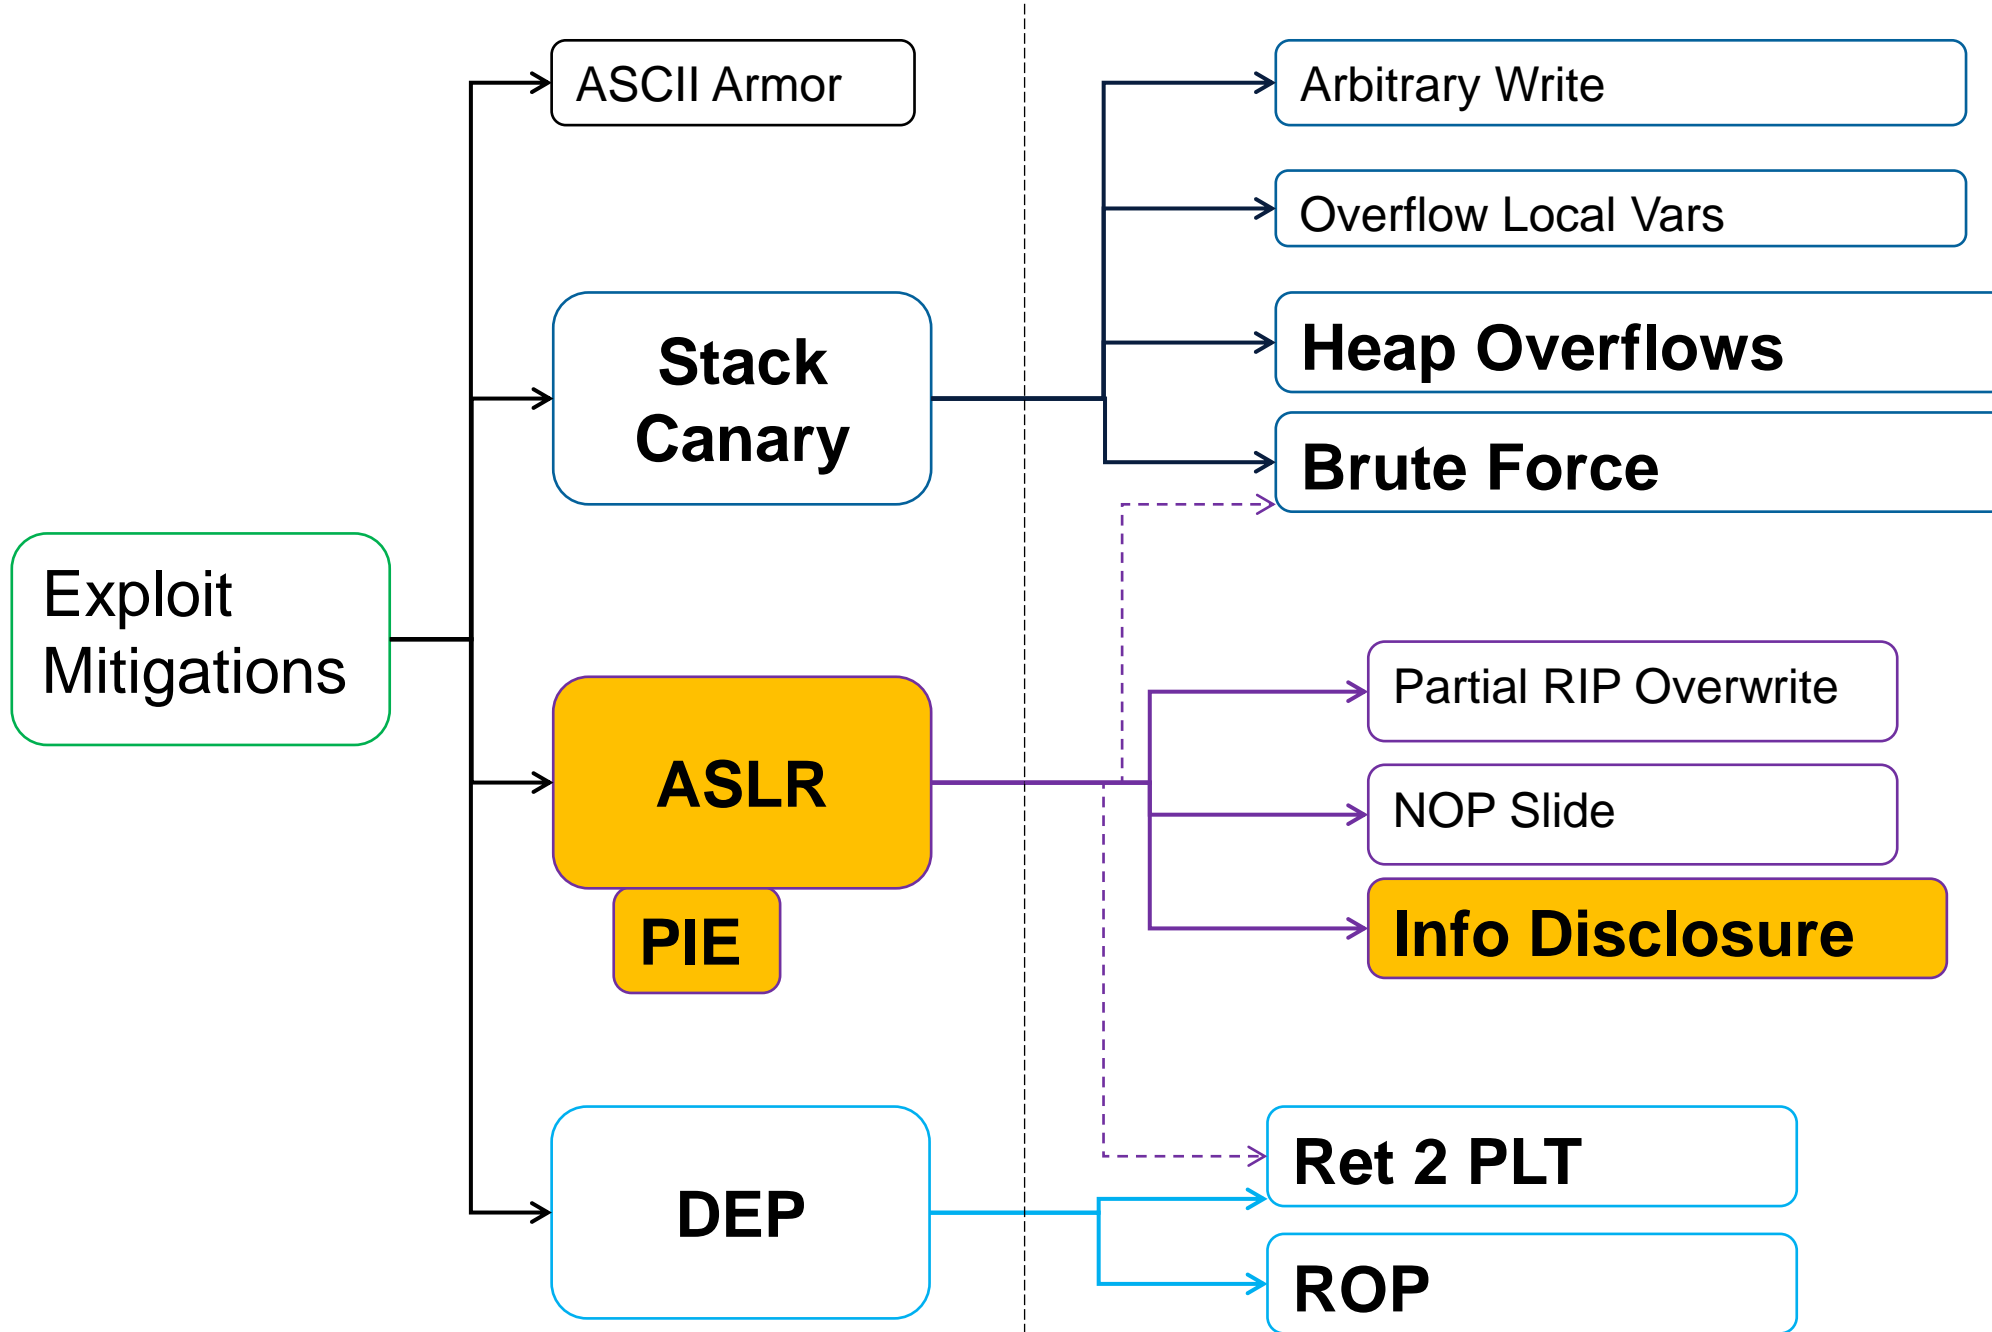 Exploit
Mitigations
ASCII Armor
Stack
Canary
ASLR
PIE
DEP
Arbitrary Write
Overflow Local Vars
Heap Overflows
Brute Force
Partial RIP Overwrite
NOP Slide
Info Disclosure
Ret 2 PLT
ROP